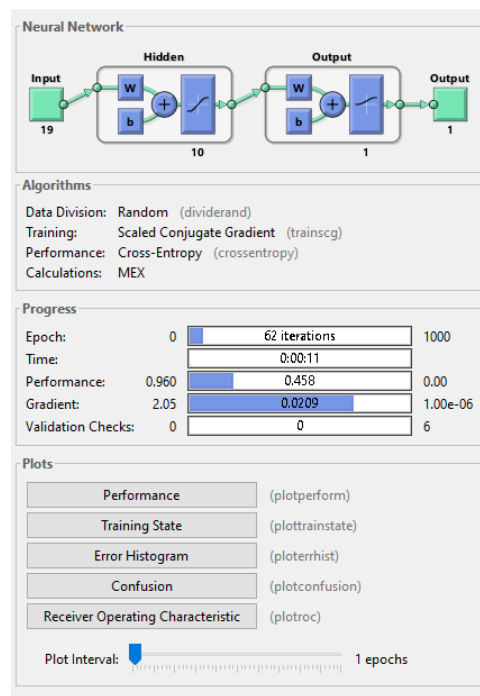 Neural Network
Hidden Output
Input Output
W W
+ +
b b
19 1
10 1
Algorithms
Data Division: Random (dividerand)
Training: Scaled Conjugate Gradient (trainscg)
Performance: Cross-Entropy (crossentropy)
Calculations: MEX
Progress
Epoch: 0 62 iterations 1000
Time: 0:00:11
Performance: 0.960 0.458 0.00
Gradient: 2.05 0.0209 1.00e-06
Validation Checks: 0 0 6
Plots
Performance (plotperform)
Training State (plottrainstate)
Error Histogram (ploterrhist)
Confusion (plotconfusion)
Receiver Operating Characteristic (plotroc)
Plot Interval: 1 epochs